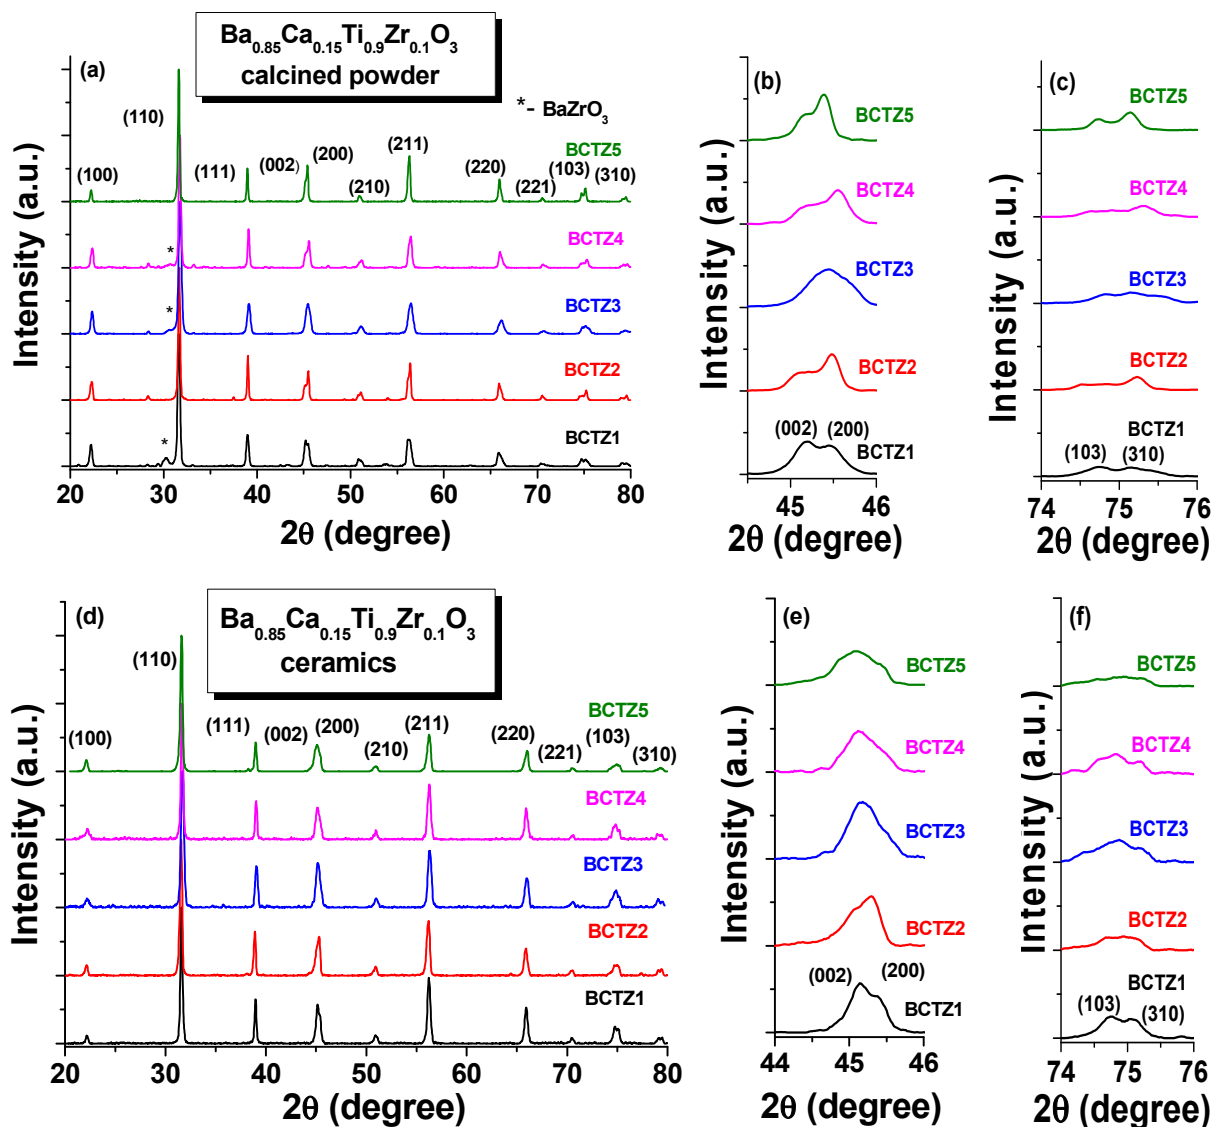 (a)
Ba0.85Ca0.15Ti0.9Zr0.1O3
calcined powder
*- BaZrO3
(110)
(100)
(111)
(002)
(200)
(210)
(211)
(220)
(221)
(103)
(310)
BCTZ5
BCTZ4
*
BCTZ3
*
BCTZ2
BCTZ1
*
Intensity (a.u.)
20 30 40 50 60 70 80
2θ (degree)
(b)
BCTZ5
BCTZ4
BCTZ3
BCTZ2
(002) (200)
BCTZ1
Intensity (a.u.)
45 46
2θ (degree)
(c)
BCTZ5
BCTZ4
BCTZ3
BCTZ2
BCTZ1
(103) (310)
Intensity (a.u.)
74 75 76
2θ (degree)
(d)
Ba0.85Ca0.15Ti0.9Zr0.1O3
ceramics
(110)
(100)
(111)
(002)
(200)
(210)
(211)
(220)
(221)
(103)
(310)
BCTZ5
BCTZ4
BCTZ3
BCTZ2
BCTZ1
Intensity (a.u.)
20 30 40 50 60 70 80
2θ (degree)
(e)
BCTZ5
BCTZ4
BCTZ3
BCTZ2
(002) (200)
BCTZ1
Intensity (a.u.)
44 45 46
2θ (degree)
(f)
BCTZ5
BCTZ4
BCTZ3
BCTZ2
BCTZ1
(103) (310)
Intensity (a.u.)
74 75 76
2θ (degree)